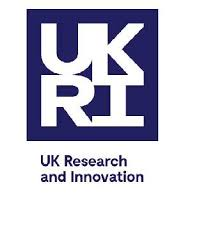 UK
RI
UK Research
and Innovation